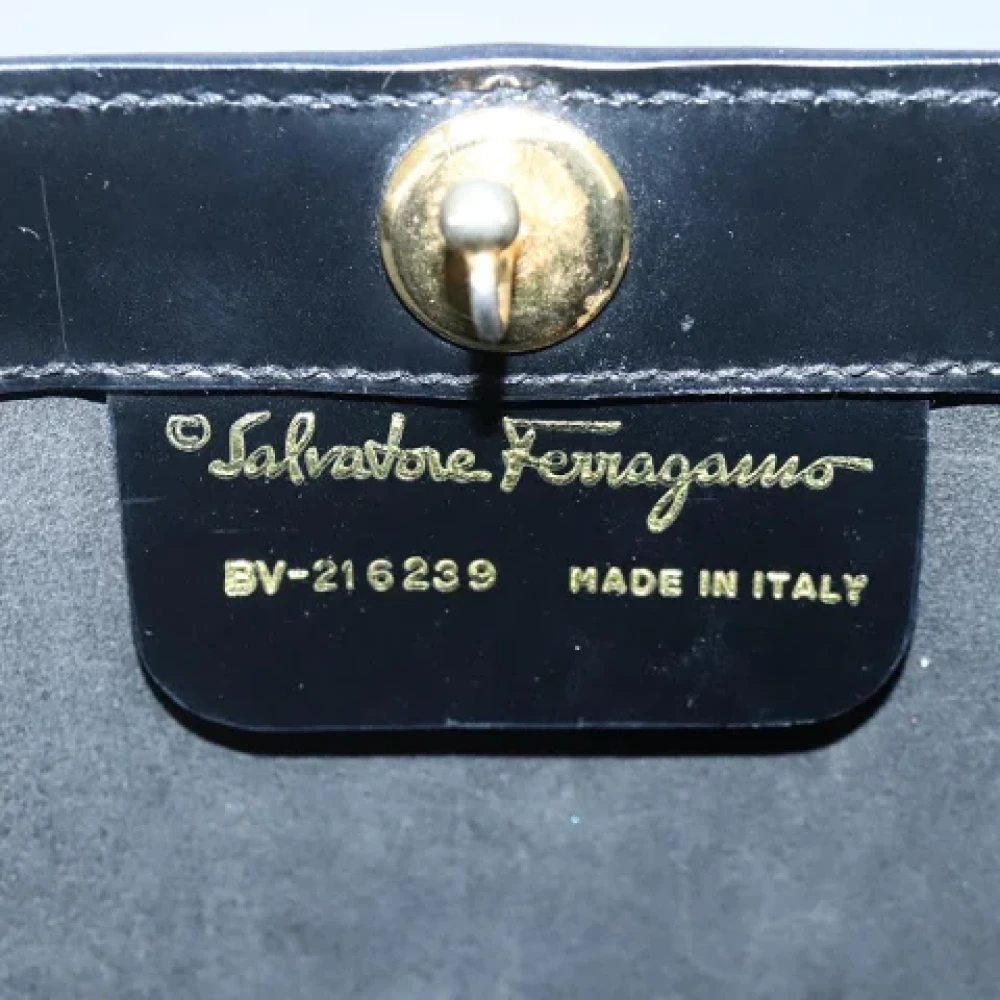 © Salvatore Ferragamo
BV-216239 MADE IN ITALY